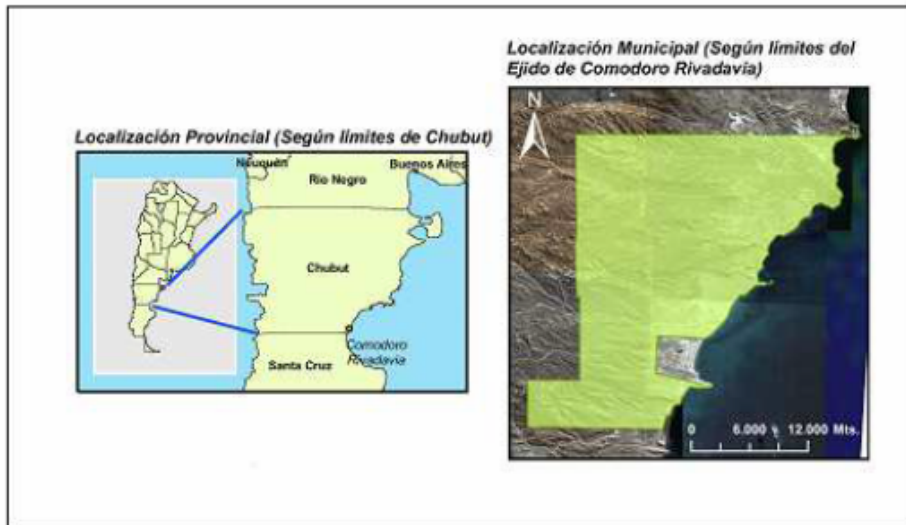 Localización Municipal (Según límites del
Ejido de Comodoro Rivadavia)
N
Localización Provincial (Según límites de Chubut)
Neuquén
Buenos Aires
Rio Negro
Chubut
Comodoro
Rivadavia
Santa Cruz
0 6.000 12.000 Mts.